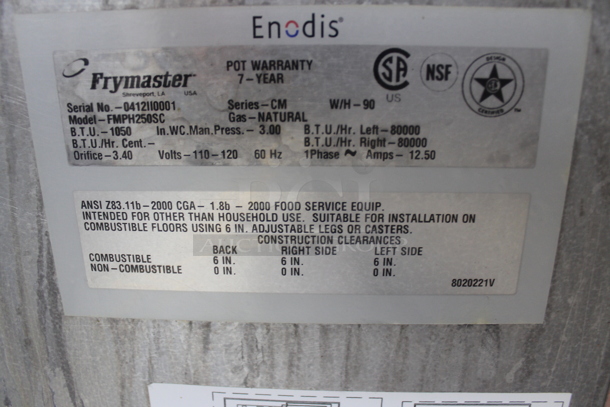 Enodis
POT WARRANTY
7-YEAR
Frymaster
Shreveport, LA USA
SA
US
NSF
Serial No.-0412II0001 Series-CM W/H-90
Model-FMPH250SC Gas-NATURAL
B.T.U.-1050 In.WC.Man.Press.- 3.00 B.T.U./Hr. Left-80000
B.T.U./Hr. Cent.- B.T.U./Hr. Right-80000
Orifice-3.40 Volts-110-120 60 Hz 1Phase ~ Amps- 12.50
ANSI Z83.11b-2000 CGA- 1.8b - 2000 FOOD SERVICE EQUIP.
INTENDED FOR OTHER THAN HOUSEHOLD USE. SUITABLE FOR INSTALLATION ON
COMBUSTIBLE FLOORS USING 6 IN. ADJUSTABLE LEGS OR CASTERS.
CONSTRUCTION CLEARANCES
BACK RIGHT SIDE LEFT SIDE
COMBUSTIBLE 6 IN. 6 IN. 6 IN.
NON-COMBUSTIBLE 0 IN. 0 IN. 0 IN.
8020221V